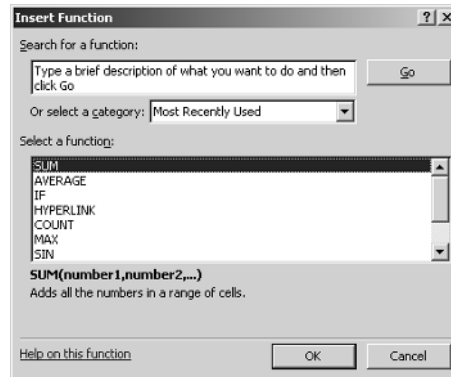 Insert Function
Search for a function:
Type a brief description of what you want to do and then
click Go
Go
Or select a category: Most Recently Used
Select a function:
SUM
AVERAGE
IF
HYPERLINK
COUNT
MAX
SIN
SUM(number1,number2,...)
Adds all the numbers in a range of cells.
Help on this function
OK
Cancel